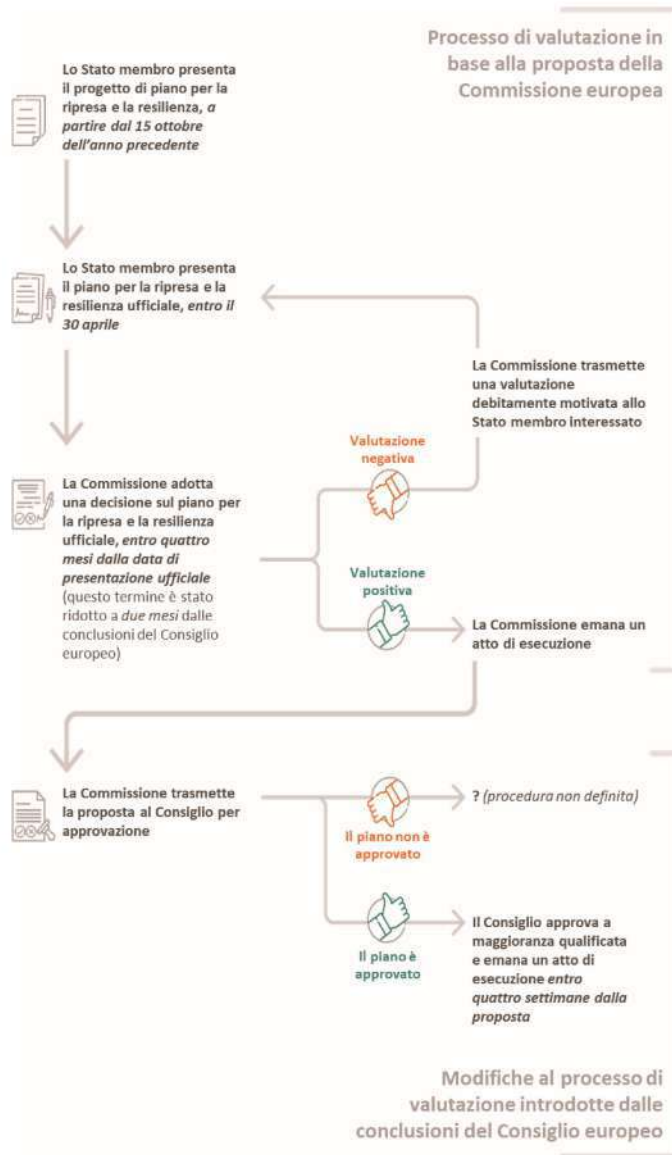 Processo di valutazione in
base alla proposta della
Commissione europea
Lo Stato membro presenta
il progetto di piano per la
ripresa e la resilienza, a
partire dal 15 ottobre
dell'anno precedente
Lo Stato membro presenta
il piano per la ripresa e la
resilienza ufficiale, entro il
30 aprile
La Commissione trasmette
una valutazione
debitamente motivata allo
Stato membro interessato
Valutazione
negativa
La Commissione adotta
una decisione sul piano per
la ripresa e la resilienza
ufficiale, entro quattro
mesi dalla data di
presentazione ufficiale
(questo termine è stato
ridotto a due mesi dalle
conclusioni del Consiglio
europeo)
Valutazione
positiva
La Commissione emana un
atto di esecuzione
La Commissione trasmette
la proposta al Consiglio per
approvazione
? (procedura non definita)
Il piano non è
approvato
Il piano è
approvato
Il Consiglio approva a
maggioranza qualificata
e emana un atto di
esecuzione entro
quattro settimane dalla
proposta
Modifiche al processo di
valutazione introdotte dalle
conclusioni del Consiglio europeo